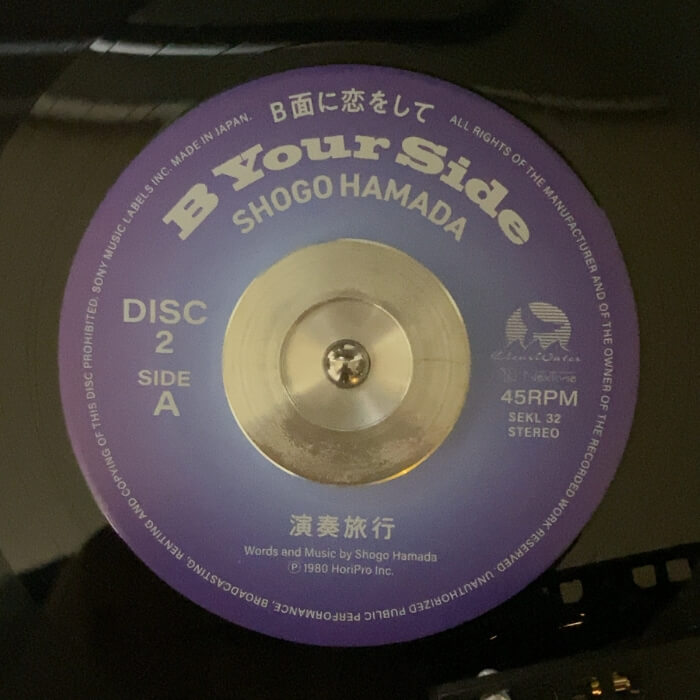 B面に恋をして
B Your Side
SHOGO HAMADA
DISC
2
SIDE
A
Clear Water
NexTone
45RPM
SEKL 32
STEREO
演奏旅行
Words and Music by Shogo Hamada
Ⓟ 1980 HoriPro Inc.
ALL RIGHTS OF THE MANUFACTURER AND OF THE OWNER OF THE RECORDED WORK RESERVED. UNAUTHORIZED PUBLIC PERFORMANCE, BROADCASTING, RENTING AND COPYING OF THIS DISC PROHIBITED. SONY MUSIC LABELS INC. MADE IN JAPAN.